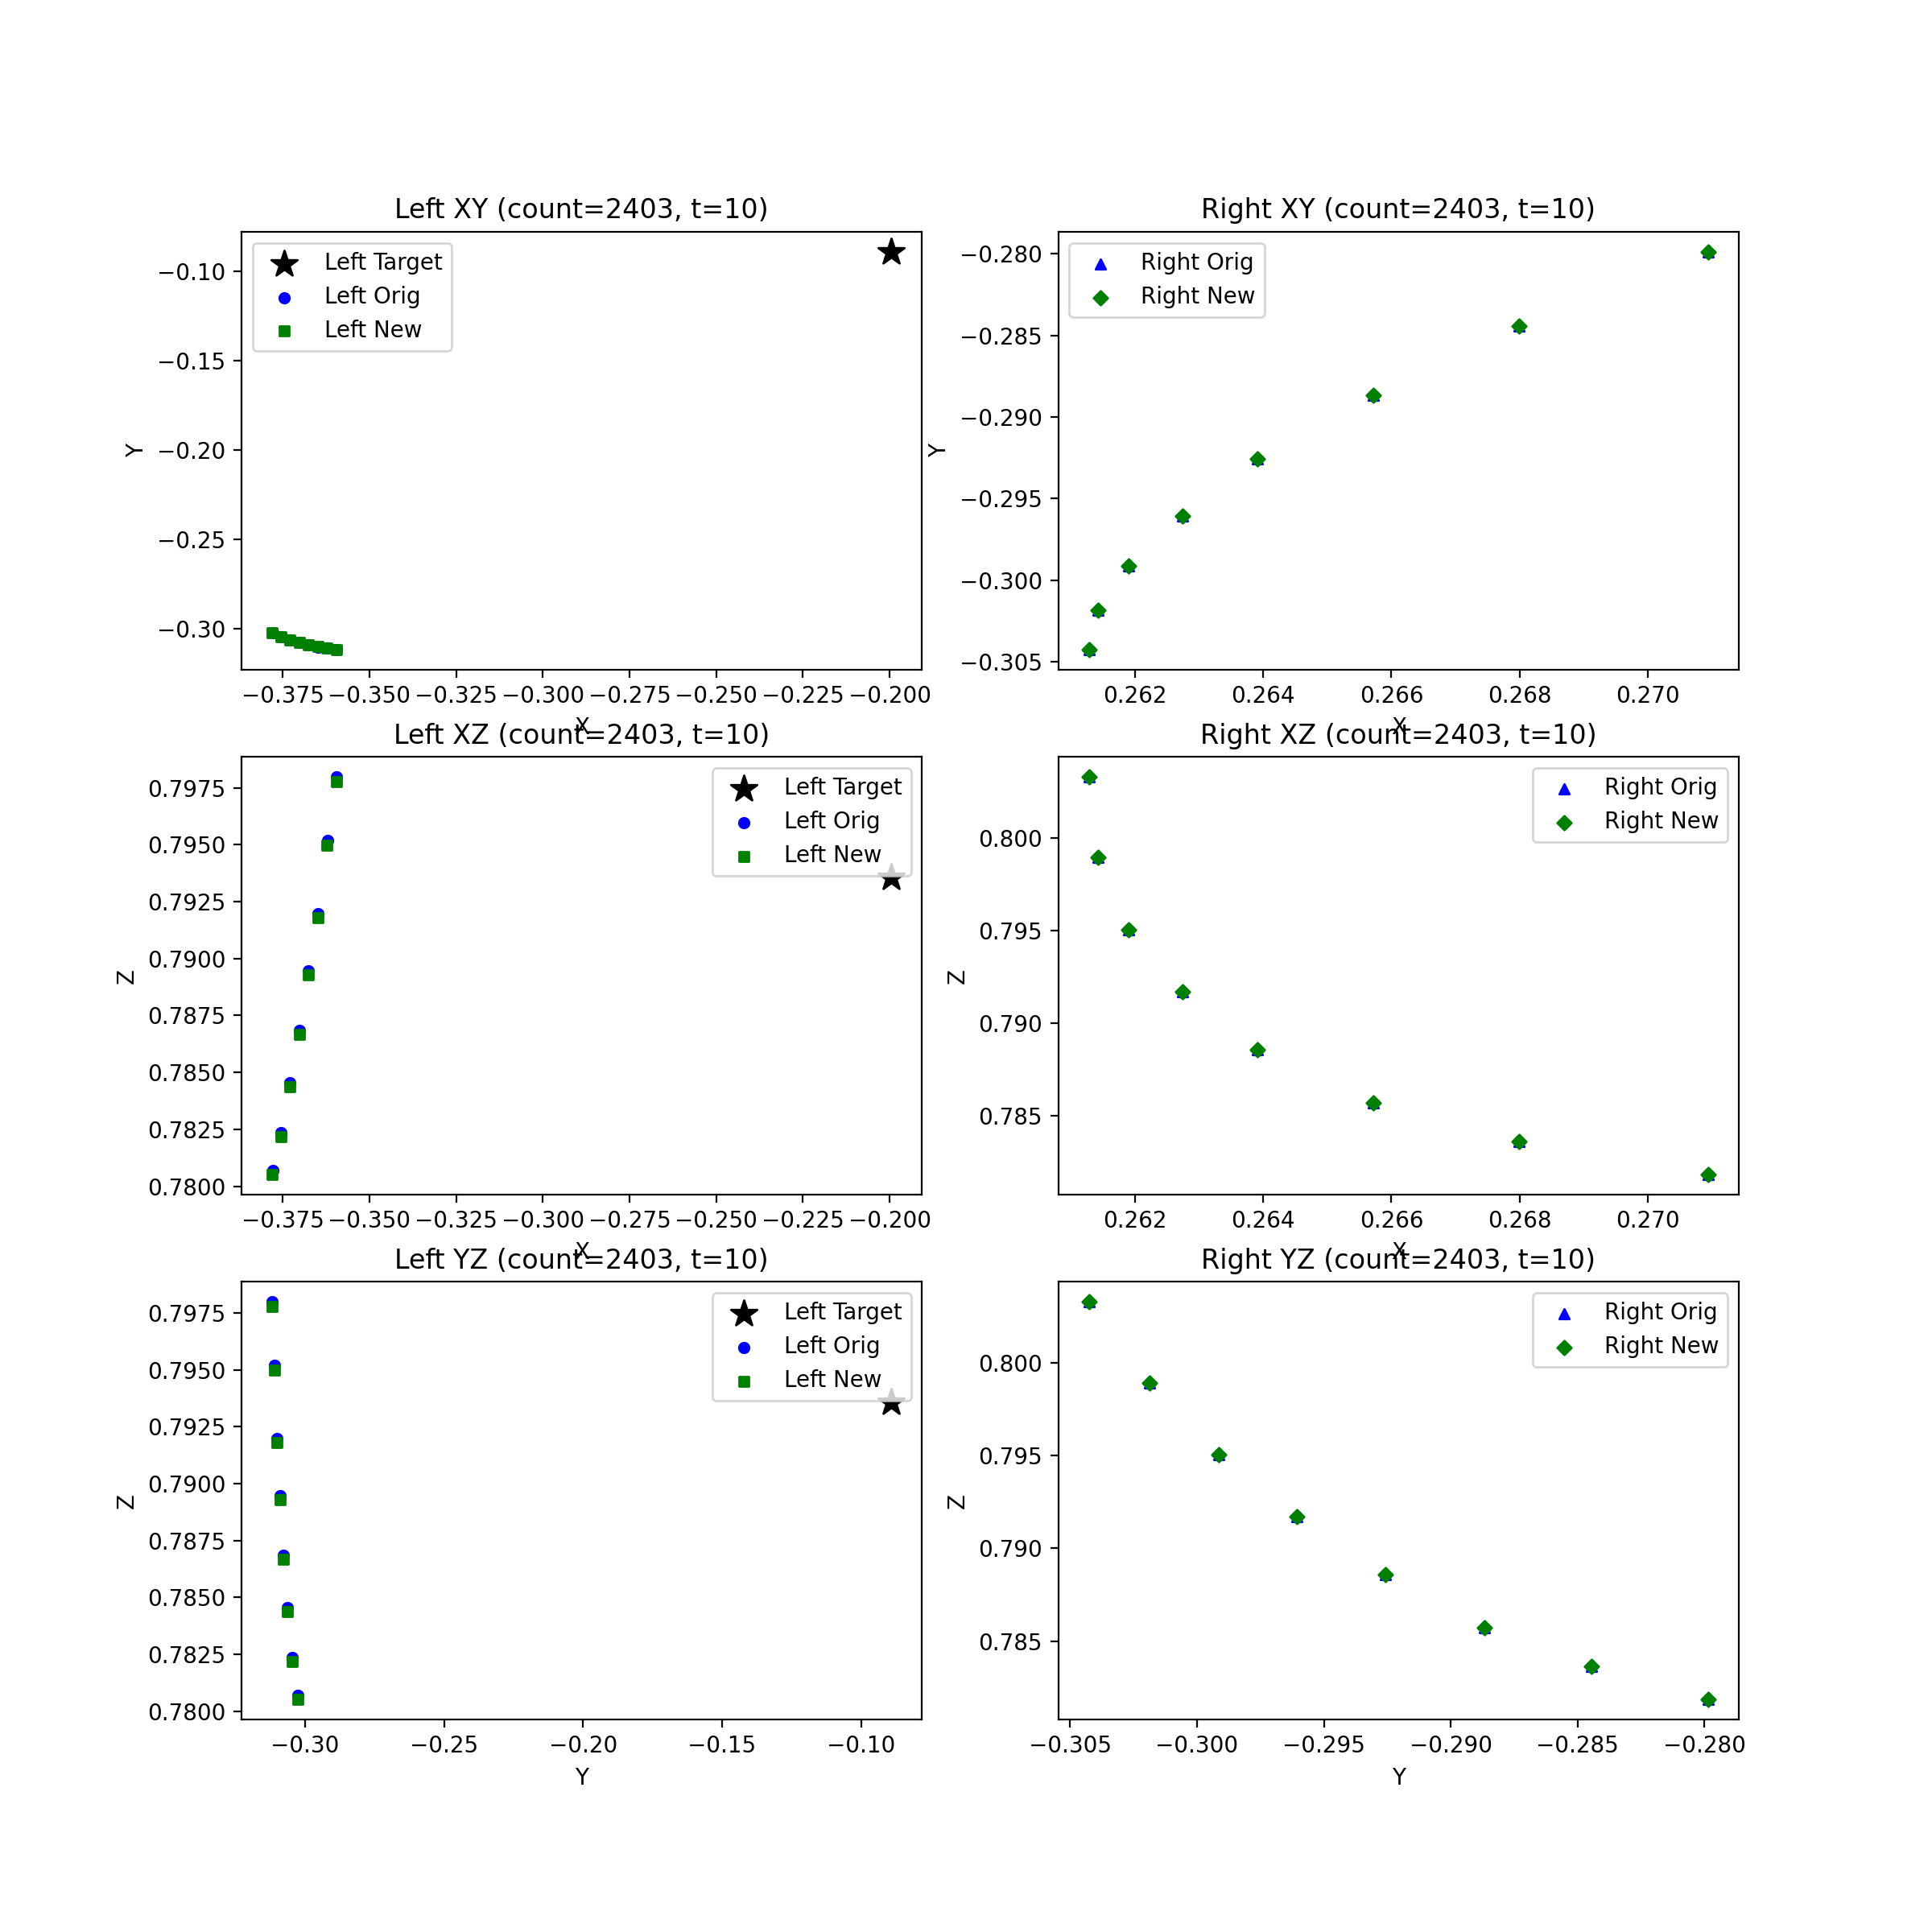 Left XY (count=2403, t=10)
Left Target
Left Orig
Left New
−0.10
−0.15
−0.20
−0.25
−0.30
Y
−0.375 −0.350 −0.325 −0.300 −0.275 −0.250 −0.225 −0.200
X
Right XY (count=2403, t=10)
Right Orig
Right New
−0.280
−0.285
−0.290
−0.295
−0.300
−0.305
Y
0.262 0.264 0.266 0.268 0.270
X
Left XZ (count=2403, t=10)
Left Target
Left Orig
Left New
0.7975
0.7950
0.7925
0.7900
0.7875
0.7850
0.7825
0.7800
Z
−0.375 −0.350 −0.325 −0.300 −0.275 −0.250 −0.225 −0.200
X
Right XZ (count=2403, t=10)
Right Orig
Right New
0.800
0.795
0.790
0.785
Z
0.262 0.264 0.266 0.268 0.270
X
Left YZ (count=2403, t=10)
Left Target
Left Orig
Left New
0.7975
0.7950
0.7925
0.7900
0.7875
0.7850
0.7825
0.7800
Z
−0.30 −0.25 −0.20 −0.15 −0.10
Y
Right YZ (count=2403, t=10)
Right Orig
Right New
0.800
0.795
0.790
0.785
Z
−0.305 −0.300 −0.295 −0.290 −0.285 −0.280
Y